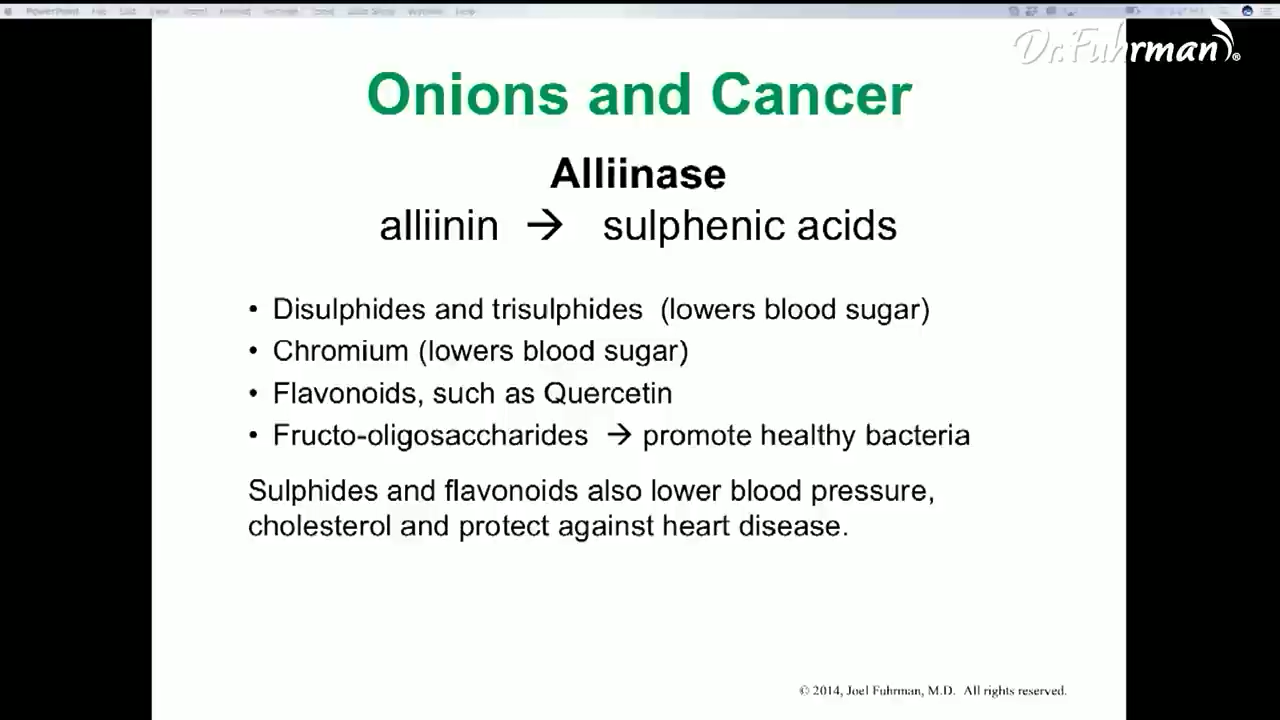 PowerPoint
Dr. Fuhrman®
Onions and Cancer
Alliinase
alliinin → sulphenic acids
• Disulphides and trisulphides (lowers blood sugar)
• Chromium (lowers blood sugar)
• Flavonoids, such as Quercetin
• Fructo-oligosaccharides → promote healthy bacteria
Sulphides and flavonoids also lower blood pressure,
cholesterol and protect against heart disease.
© 2014, Joel Fuhrman, M.D. All rights reserved.